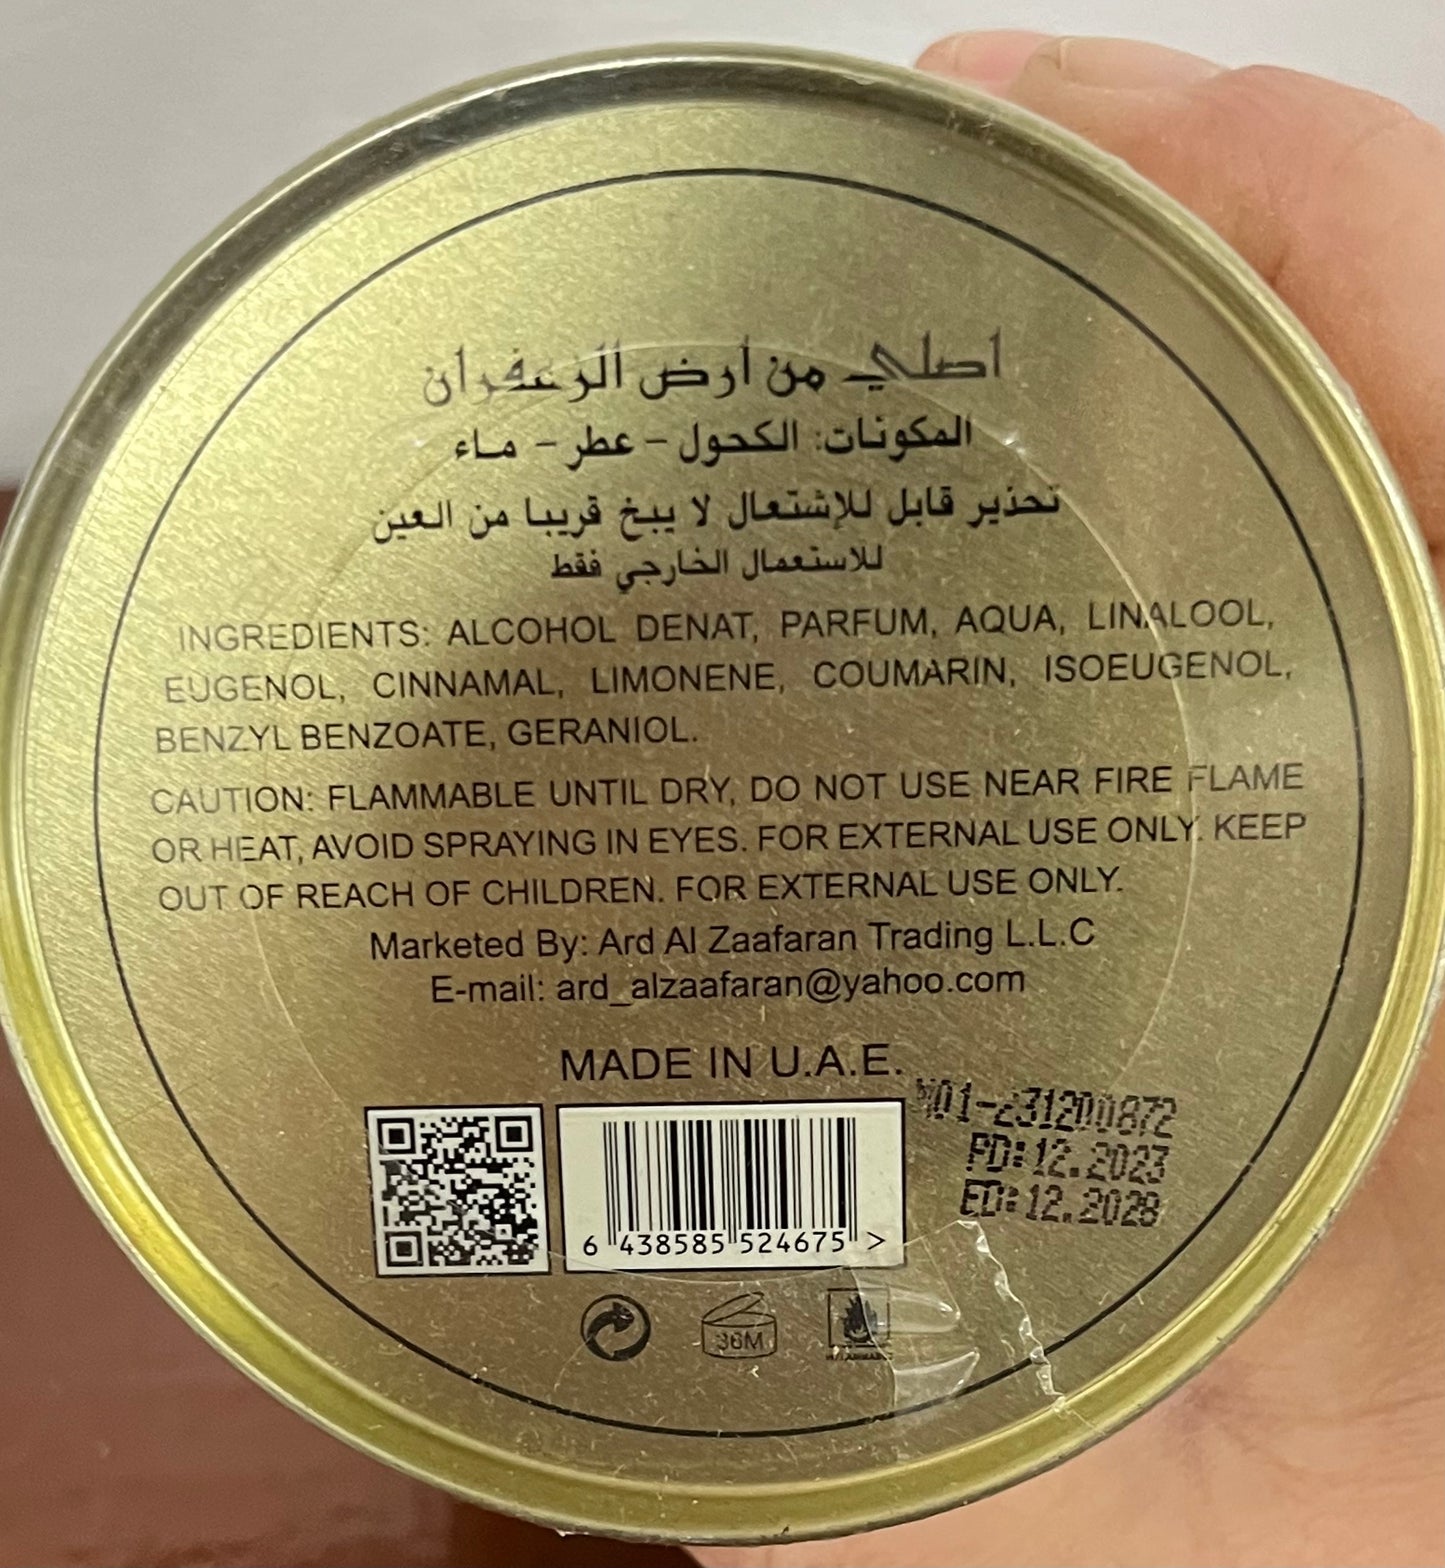 اصلي من ارض الزعفران
المكونات: الكحول - عطر - ماء
تحذير قابل للإشتعال لا يبخ قريبا من العين
للاستعمال الخارجي فقط
INGREDIENTS: ALCOHOL DENAT, PARFUM, AQUA, LINALOOL,
EUGENOL, CINNAMAL, LIMONENE, COUMARIN, ISOEUGENOL,
BENZYL BENZOATE, GERANIOL.
CAUTION: FLAMMABLE UNTIL DRY, DO NOT USE NEAR FIRE FLAME
OR HEAT, AVOID SPRAYING IN EYES. FOR EXTERNAL USE ONLY. KEEP
OUT OF REACH OF CHILDREN. FOR EXTERNAL USE ONLY.
Marketed By: Ard Al Zaafaran Trading L.L.C
E-mail: ard_alzaafaran@yahoo.com
MADE IN U.A.E.
PD:12.2023
ED:12.2028
6 438585 524675 >
36M